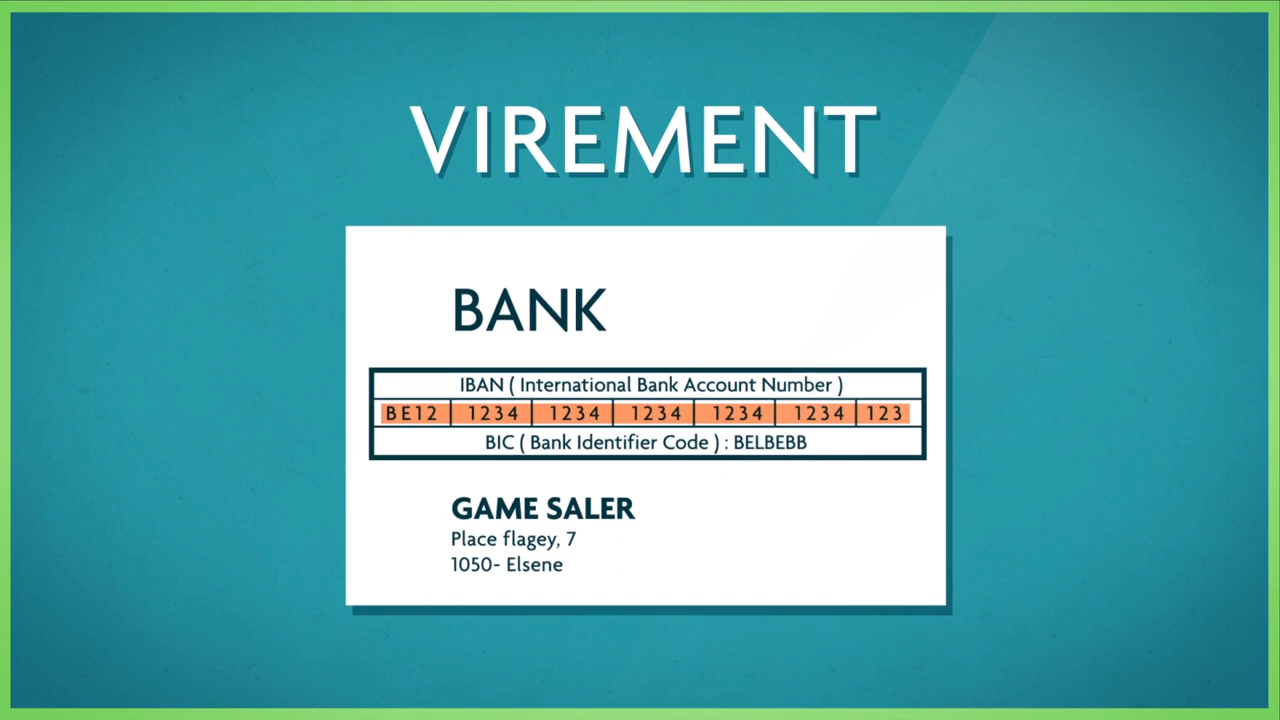 VIREMENT
BANK
IBAN ( International Bank Account Number )
BE12 1234 1234 1234 1234 1234 123
BIC ( Bank Identifier Code ) : BELBEBB
GAME SALER
Place flagey, 7
1050- Elsene